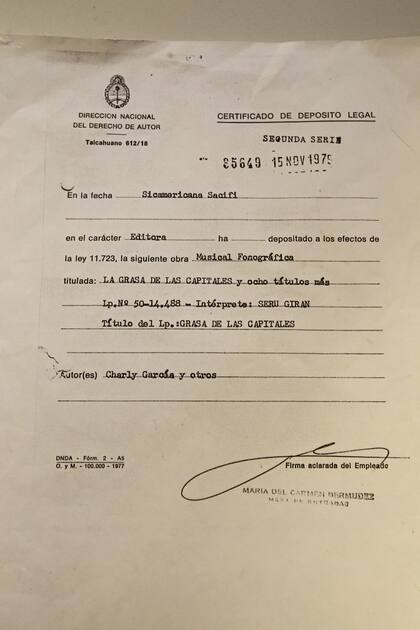 DIRECCION NACIONAL
DEL DERECHO DE AUTOR
Talcahuano 612/18
CERTIFICADO DE DEPOSITO LEGAL
SEGUNDA SERIE
85649 15 NOV 1979
En la fecha Sicamericana Sacifi
en el carácter Editora ha depositado a los efectos de
la ley 11.723, la siguiente obra Musical Fonográfica
titulada: LA GRASA DE LAS CAPITALES y ocho títulos más
Lp.Nº 50-14.488 - Intérprete: SERU GIRAN
Título del Lp.:GRASA DE LAS CAPITALES
Autor(es) Charly García y otros
DNDA - Fórm. 2 - A5
O. y M. - 100.000 - 1977
Firma aclarada del Empleado
MARIA DEL CARMEN BERMUDEZ
MESA DE ENTRADAS